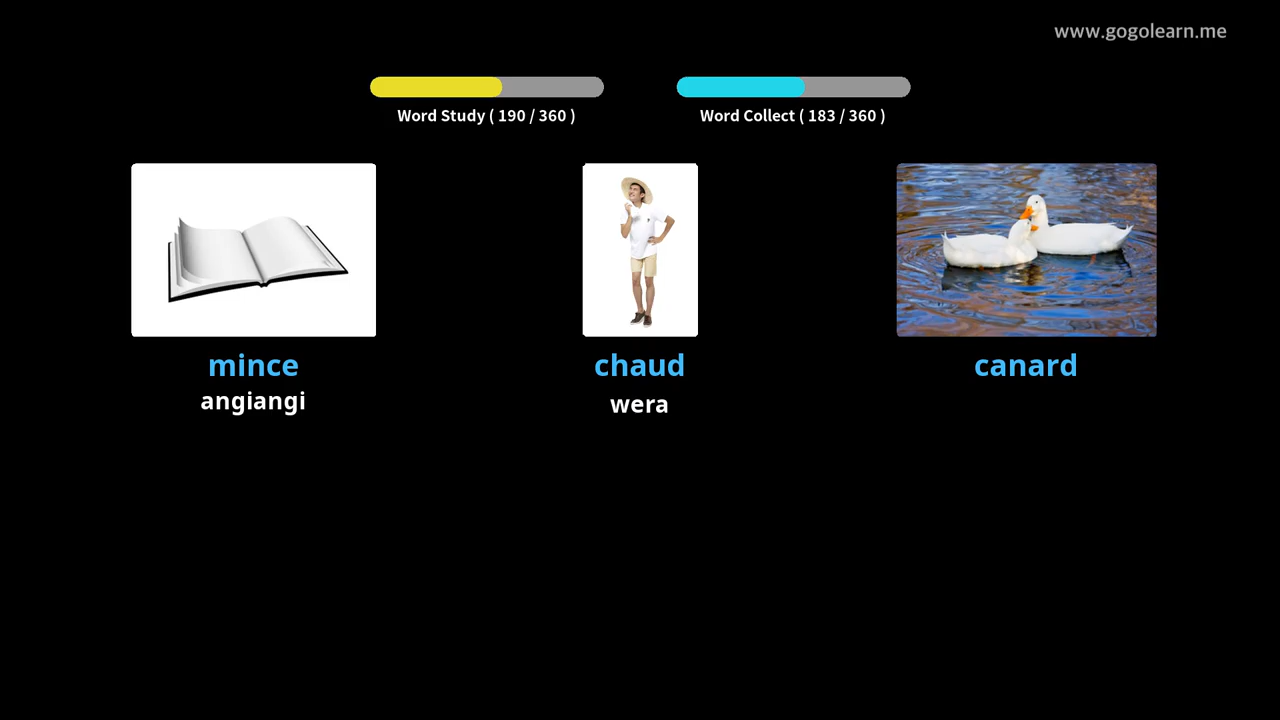 www.gogolearn.me
Word Study ( 190 / 360 )
Word Collect ( 183 / 360 )
mince
angiangi
chaud
wera
canard